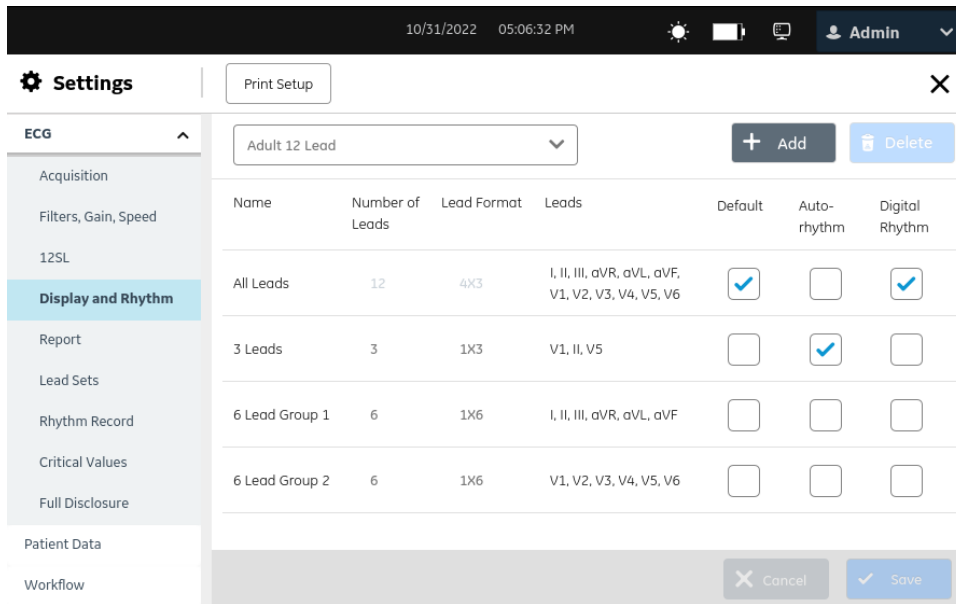 10/31/2022 05:06:32 PM Admin
Settings Print Setup
ECG
Adult 12 Lead Add Delete
Acquisition
Filters, Gain, Speed
12SL
Display and Rhythm
Report
Lead Sets
Rhythm Record
Critical Values
Full Disclosure
Patient Data
Workflow
Name Number of Lead Format Leads Default Auto- Digital
Leads rhythm Rhythm
All Leads 12 4X3 I, II, III, aVR, aVL, aVF,
V1, V2, V3, V4, V5, V6
3 Leads 3 1X3 V1, II, V5
6 Lead Group 1 6 1X6 I, II, III, aVR, aVL, aVF
6 Lead Group 2 6 1X6 V1, V2, V3, V4, V5, V6
Cancel Save